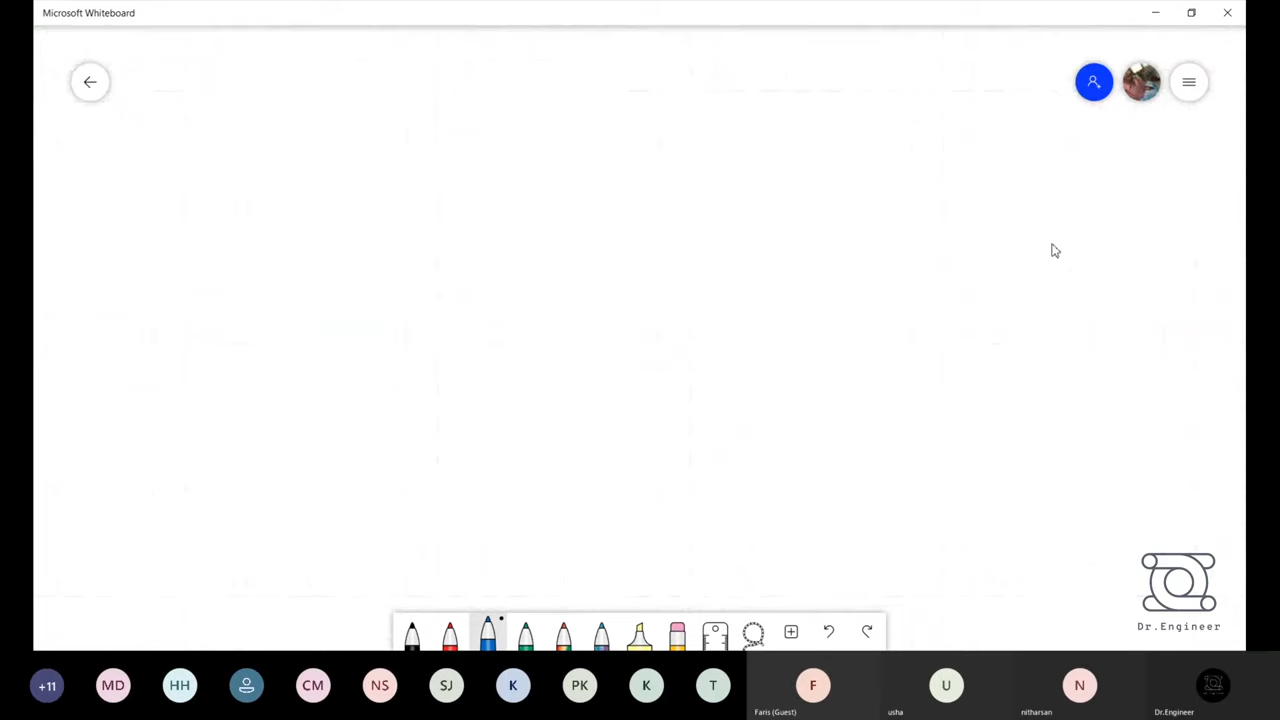 Microsoft Whiteboard
Dr.Engineer
+11
MD
HH
CM
NS
SJ
K
PK
K
T
F
U
N
Faris (Guest)
usha
nitharsan
Dr.Engineer